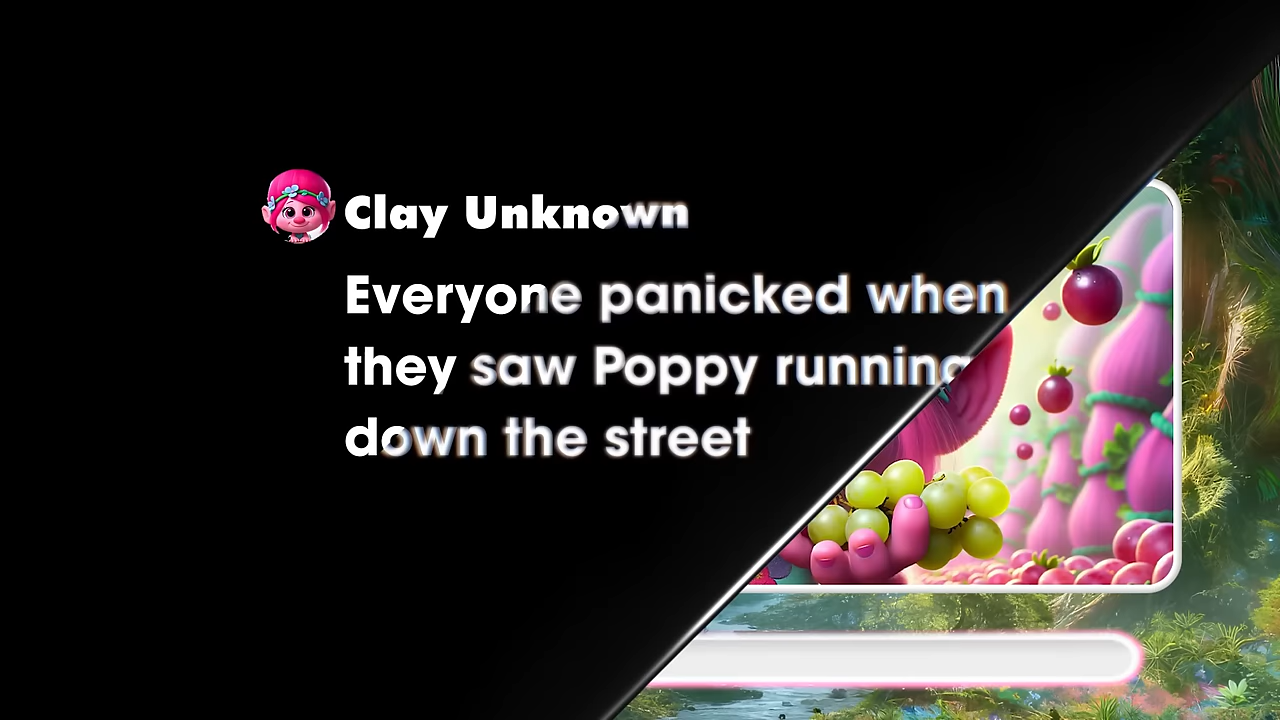 Clay Unknown
Everyone panicked when
they saw Poppy running
down the street